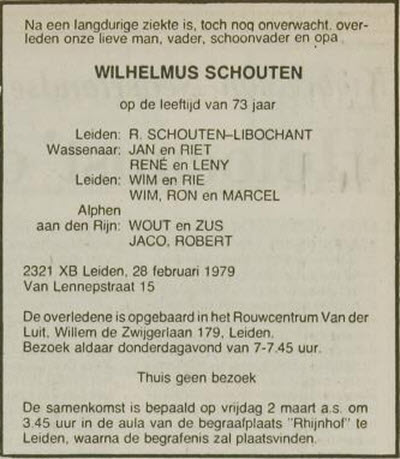 Na een langdurige ziekte is, toch nog onverwacht, over-
leden onze lieve man, vader, schoonvader en opa
WILHELMUS SCHOUTEN
op de leeftijd van 73 jaar
Leiden: R. SCHOUTEN–LIBOCHANT
Wassenaar: JAN en RIET
RENÉ en LENY
Leiden: WIM en RIE
WIM, RON en MARCEL
Alphen
aan den Rijn: WOUT en ZUS
JACO, ROBERT
2321 XB Leiden, 28 februari 1979
Van Lennepstraat 15
De overledene is opgebaard in het Rouwcentrum Van der
Luit, Willem de Zwijgerlaan 179, Leiden.
Bezoek aldaar donderdagavond van 7-7.45 uur.
Thuis geen bezoek
De samenkomst is bepaald op vrijdag 2 maart a.s. om
3.45 uur in de aula van de begraafplaats "Rhijnhof" te
Leiden, waarna de begrafenis zal plaatsvinden.